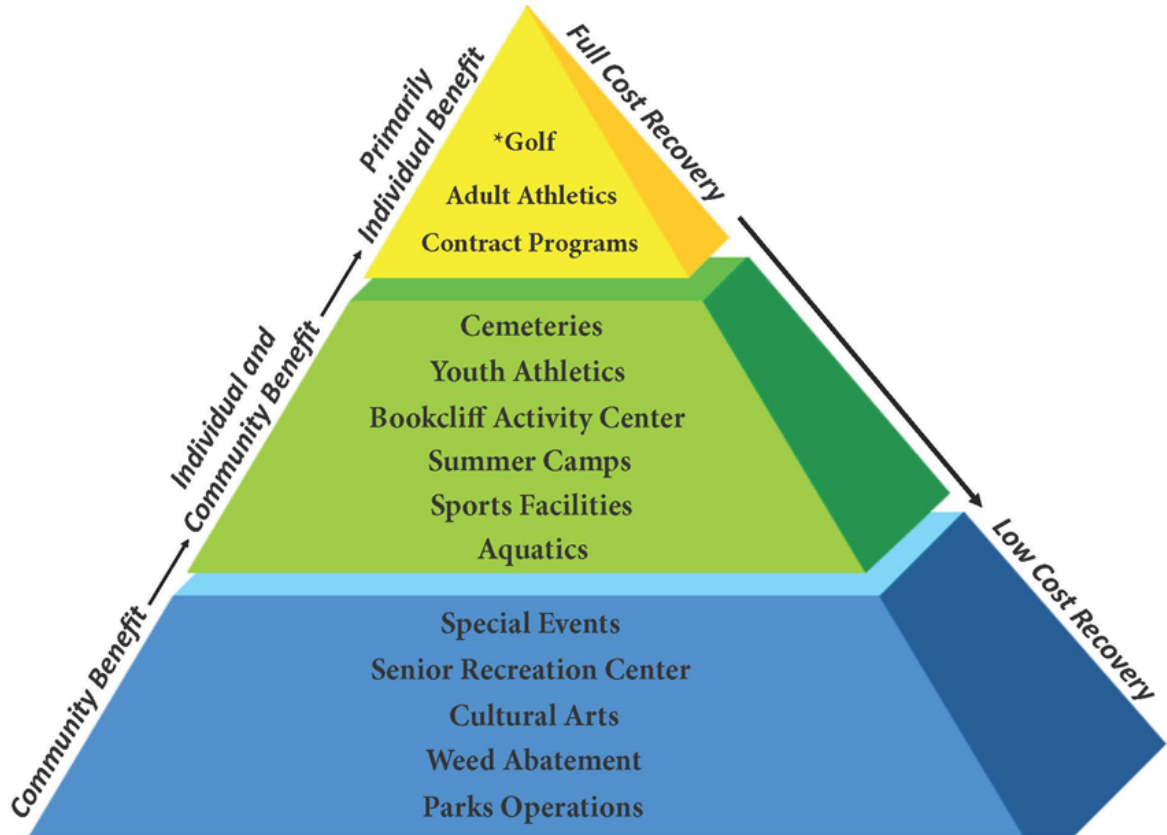 Primarily
Individual Benefit
Full Cost Recovery
*Golf
Adult Athletics
Contract Programs
Individual and
Community Benefit
Cemeteries
Youth Athletics
Bookcliff Activity Center
Summer Camps
Sports Facilities
Aquatics
Community Benefit
Low Cost Recovery
Special Events
Senior Recreation Center
Cultural Arts
Weed Abatement
Parks Operations